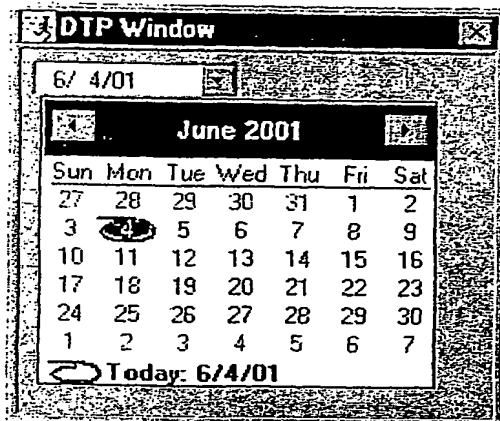 DTP Window
6/ 4/01
June 2001
Sun Mon Tue Wed Thu Fri Sat
27 28 29 30 31 1 2
3 4 5 6 7 8 9
10 11 12 13 14 15 16
17 18 19 20 21 22 23
24 25 26 27 28 29 30
1 2 3 4 5 6 7
Today: 6/4/01